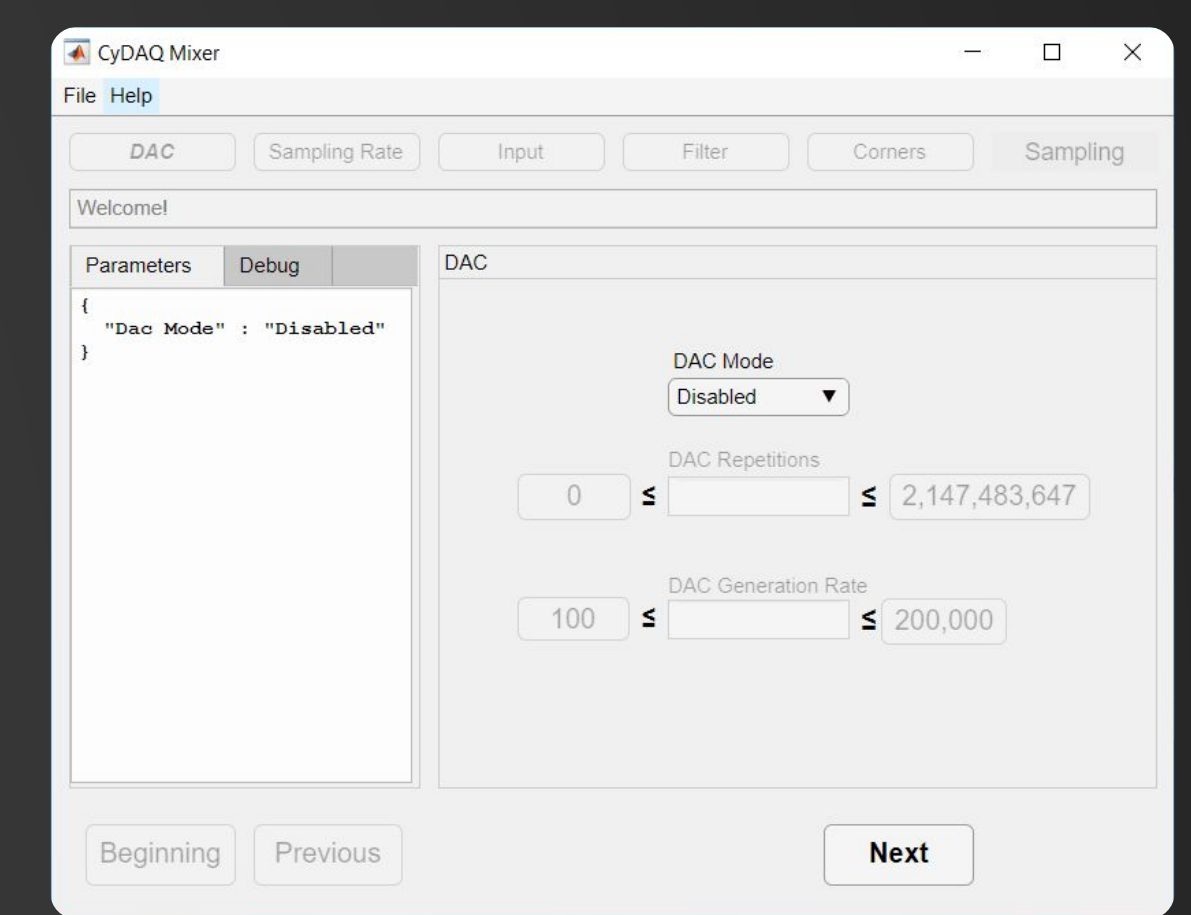 CyDAQ Mixer
File Help
DAC Sampling Rate Input Filter Corners Sampling
Welcome!
Parameters Debug
{
"Dac Mode" : "Disabled"
}
DAC
DAC Mode
Disabled ▼
DAC Repetitions
0 ≤ ≤ 2,147,483,647
DAC Generation Rate
100 ≤ ≤ 200,000
Beginning Previous Next